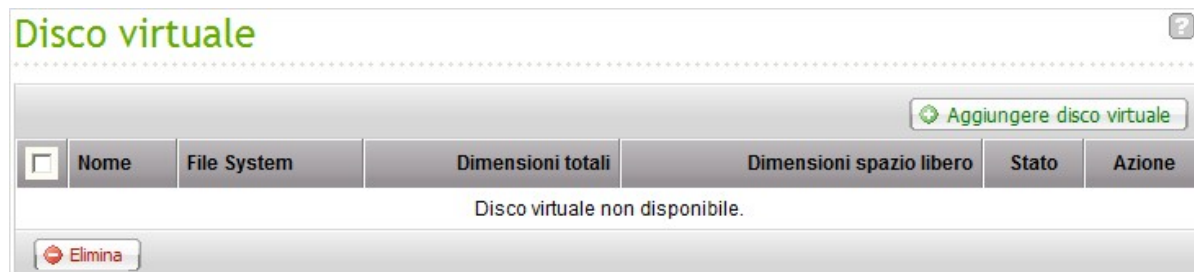 Disco virtuale
?
Aggiungere disco virtuale
Nome File System Dimensioni totali Dimensioni spazio libero Stato Azione
Disco virtuale non disponibile.
Elimina